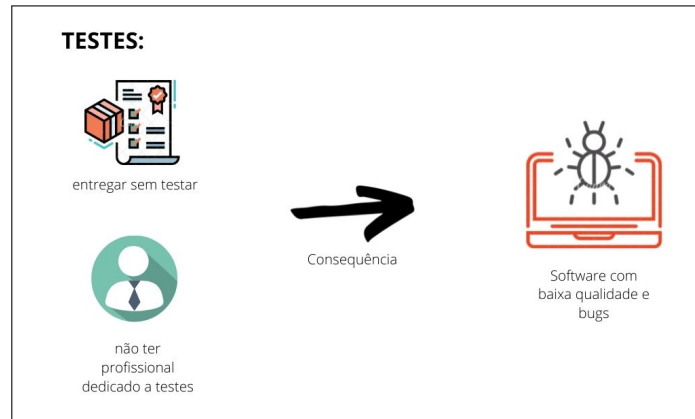 TESTES:
entregar sem testar
não ter
profissional
dedicado a testes
Consequência
Software com
baixa qualidade e
bugs